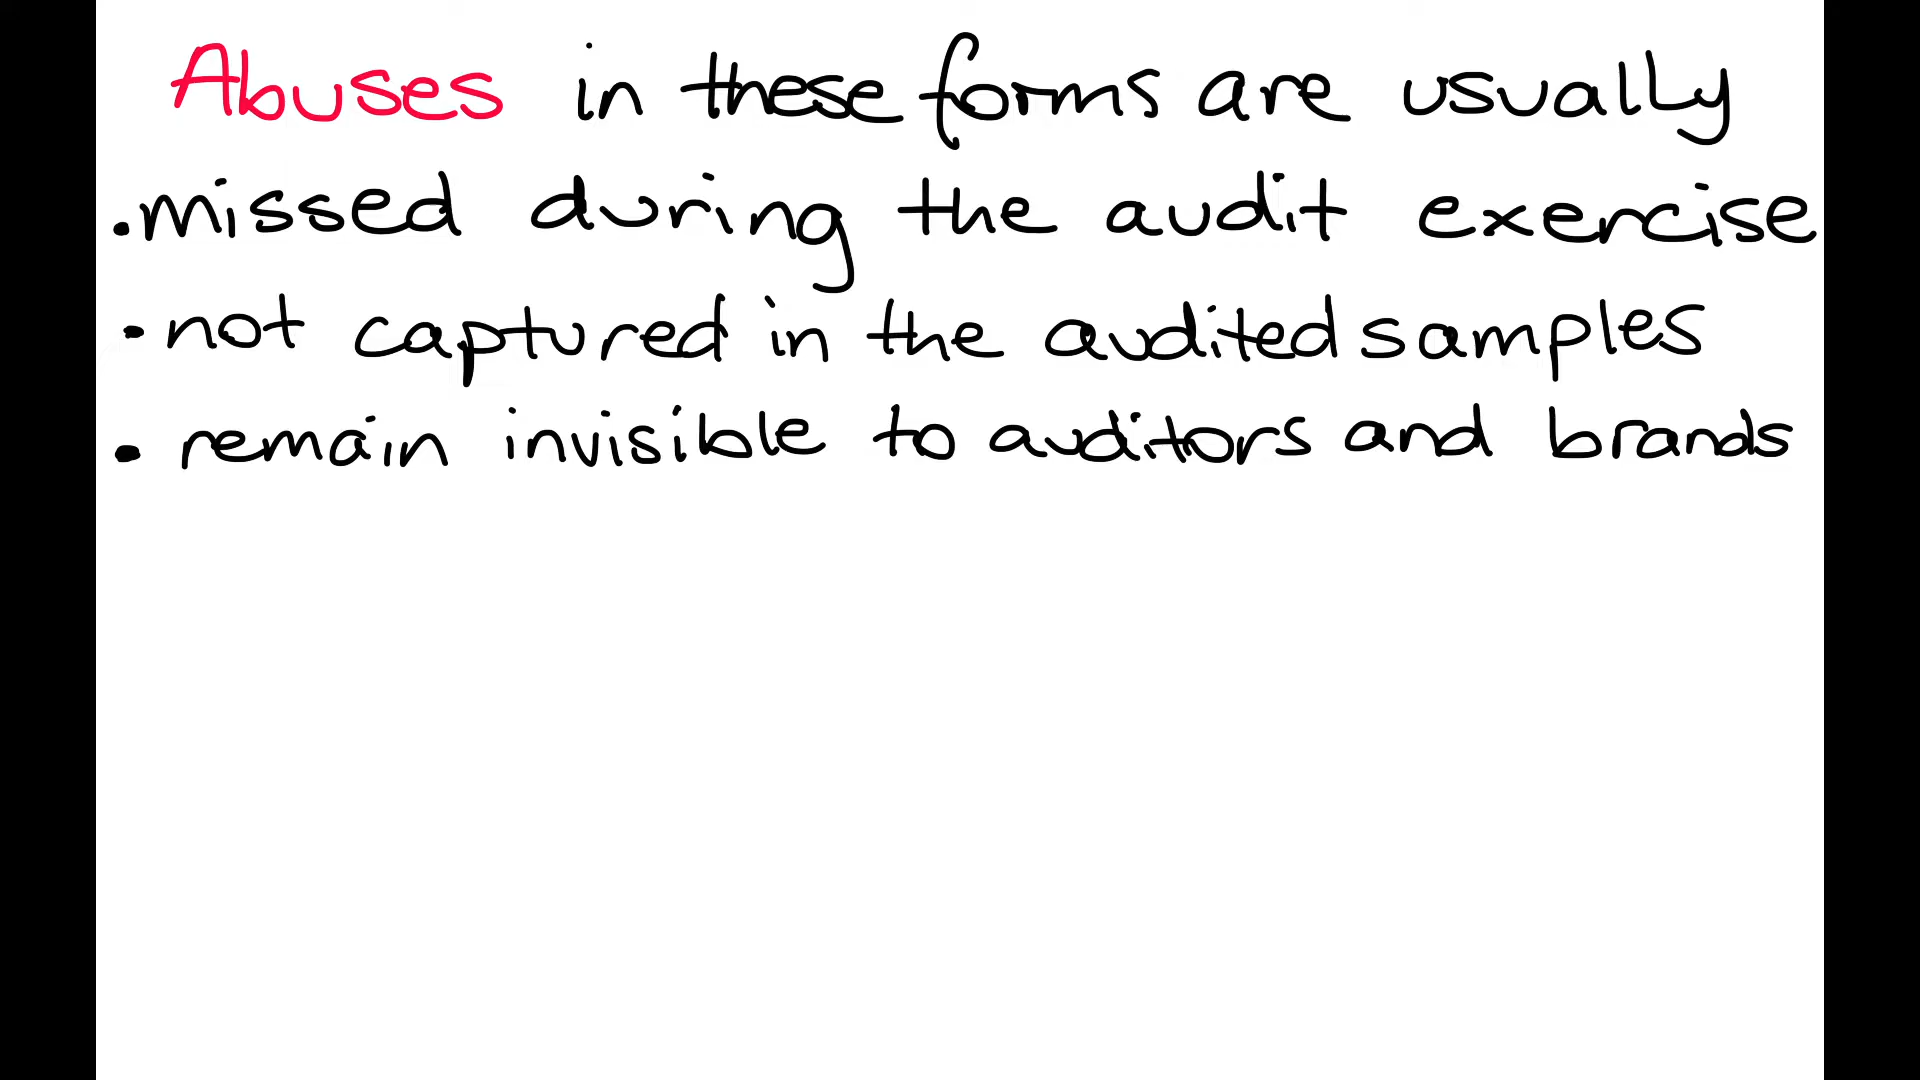 Abuses in these forms are usually
• missed during the audit exercise
• not captured in the audited samples
• remain invisible to auditors and brands